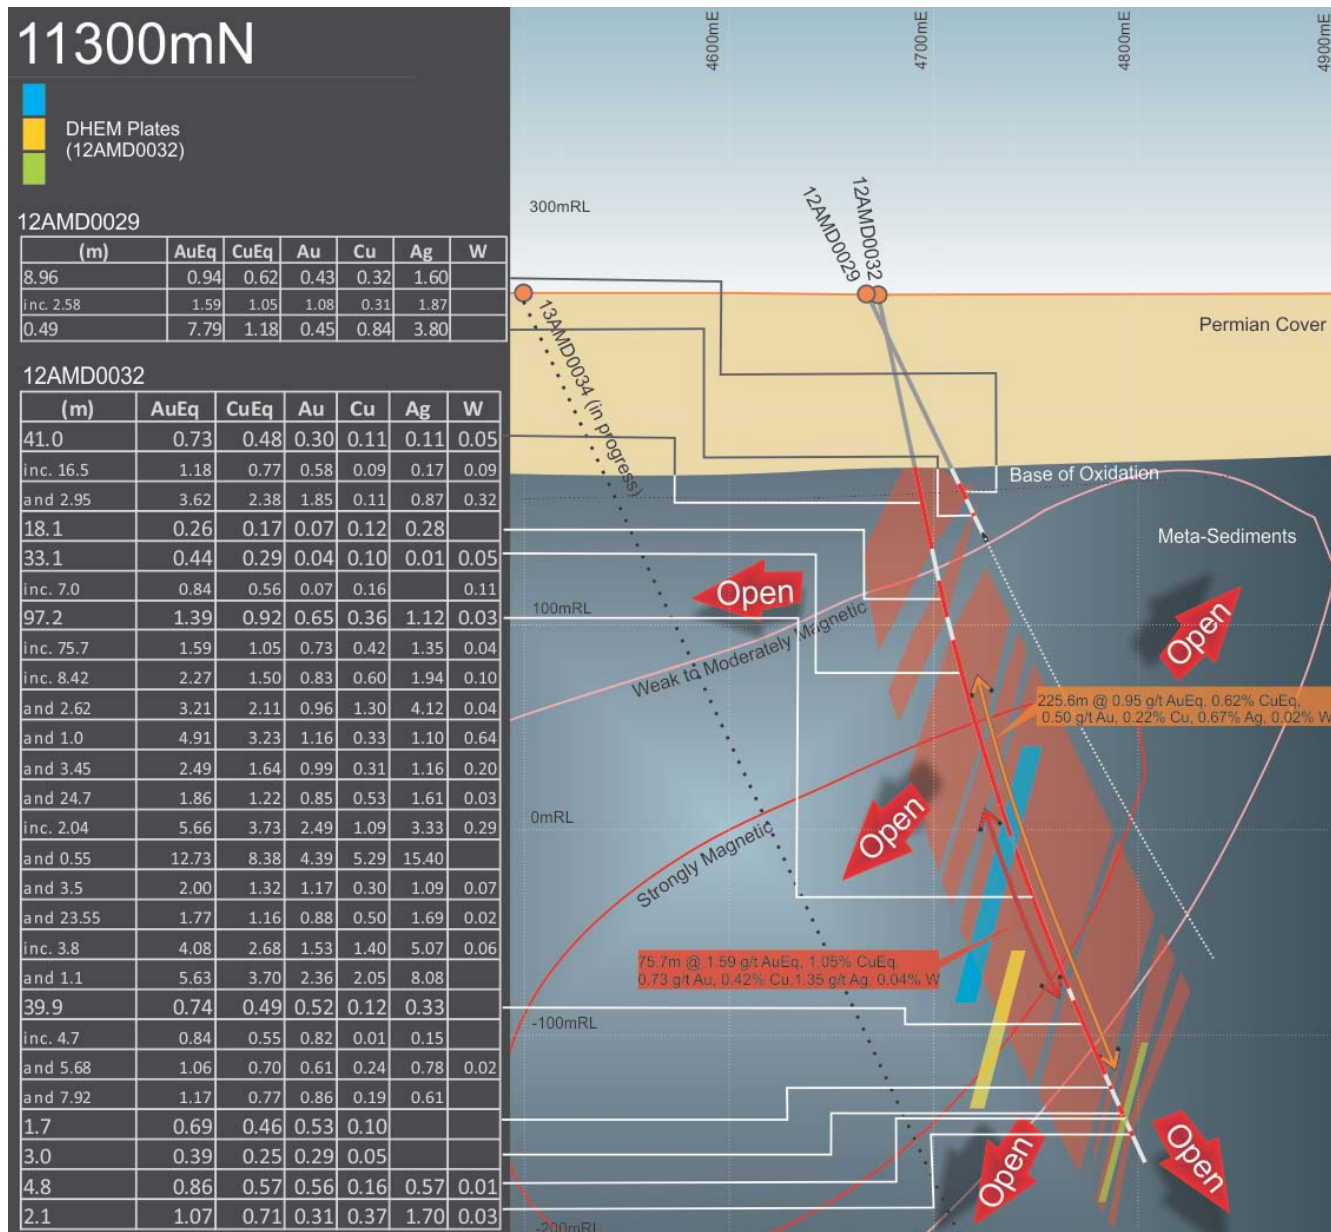 11300mN
DHEM Plates
(12AMD0032)
12AMD0029
(m) AuEq CuEq Au Cu Ag W
8.96 0.94 0.62 0.43 0.32 1.60
inc. 2.58 1.59 1.05 1.08 0.31 1.87
0.49 7.79 1.18 0.45 0.84 3.80
12AMD0032
(m) AuEq CuEq Au Cu Ag W
41.0 0.73 0.48 0.30 0.11 0.11 0.05
inc. 16.5 1.18 0.77 0.58 0.09 0.17 0.09
and 2.95 3.62 2.38 1.85 0.11 0.87 0.32
18.1 0.26 0.17 0.07 0.12 0.28
33.1 0.44 0.29 0.04 0.10 0.01 0.05
inc. 7.0 0.84 0.56 0.07 0.16 0.11
97.2 1.39 0.92 0.65 0.36 1.12 0.03
inc. 75.7 1.59 1.05 0.73 0.42 1.35 0.04
inc. 8.42 2.27 1.50 0.83 0.60 1.94 0.10
and 2.62 3.21 2.11 0.96 1.30 4.12 0.04
and 1.0 4.91 3.23 1.16 0.33 1.10 0.64
and 3.45 2.49 1.64 0.99 0.31 1.16 0.20
and 24.7 1.86 1.22 0.85 0.53 1.61 0.03
inc. 2.04 5.66 3.73 2.49 1.09 3.33 0.29
and 0.55 12.73 8.38 4.39 5.29 15.40
and 3.5 2.00 1.32 1.17 0.30 1.09 0.07
and 23.55 1.77 1.16 0.88 0.50 1.69 0.02
inc. 3.8 4.08 2.68 1.53 1.40 5.07 0.06
and 1.1 5.63 3.70 2.36 2.05 8.08
39.9 0.74 0.49 0.52 0.12 0.33
inc. 4.7 0.84 0.55 0.82 0.01 0.15
and 5.68 1.06 0.70 0.61 0.24 0.78 0.02
and 7.92 1.17 0.77 0.86 0.19 0.61
1.7 0.69 0.46 0.53 0.10
3.0 0.39 0.25 0.29 0.05
4.8 0.86 0.57 0.56 0.16 0.57 0.01
2.1 1.07 0.71 0.31 0.37 1.70 0.03
4600mE
4700mE
4800mE
4900mE
300mRL
12AMD0029
12AMD0032
13AMD0034 (in progress)
Permian Cover
Base of Oxidation
Meta-Sediments
Open
100mRL
Weak to Moderately Magnetic
Open
225.6m @ 0.95 g/t AuEq, 0.62% CuEq,
0.50 g/t Au, 0.22% Cu, 0.67% Ag, 0.02% W
Open
0mRL
Strongly Magnetic
75.7m @ 1.59 g/t AuEq, 1.05% CuEq,
0.73 g/t Au, 0.42% Cu,1.35 g/t Ag, 0.04% W
-100mRL
Open
Open
-200mRL